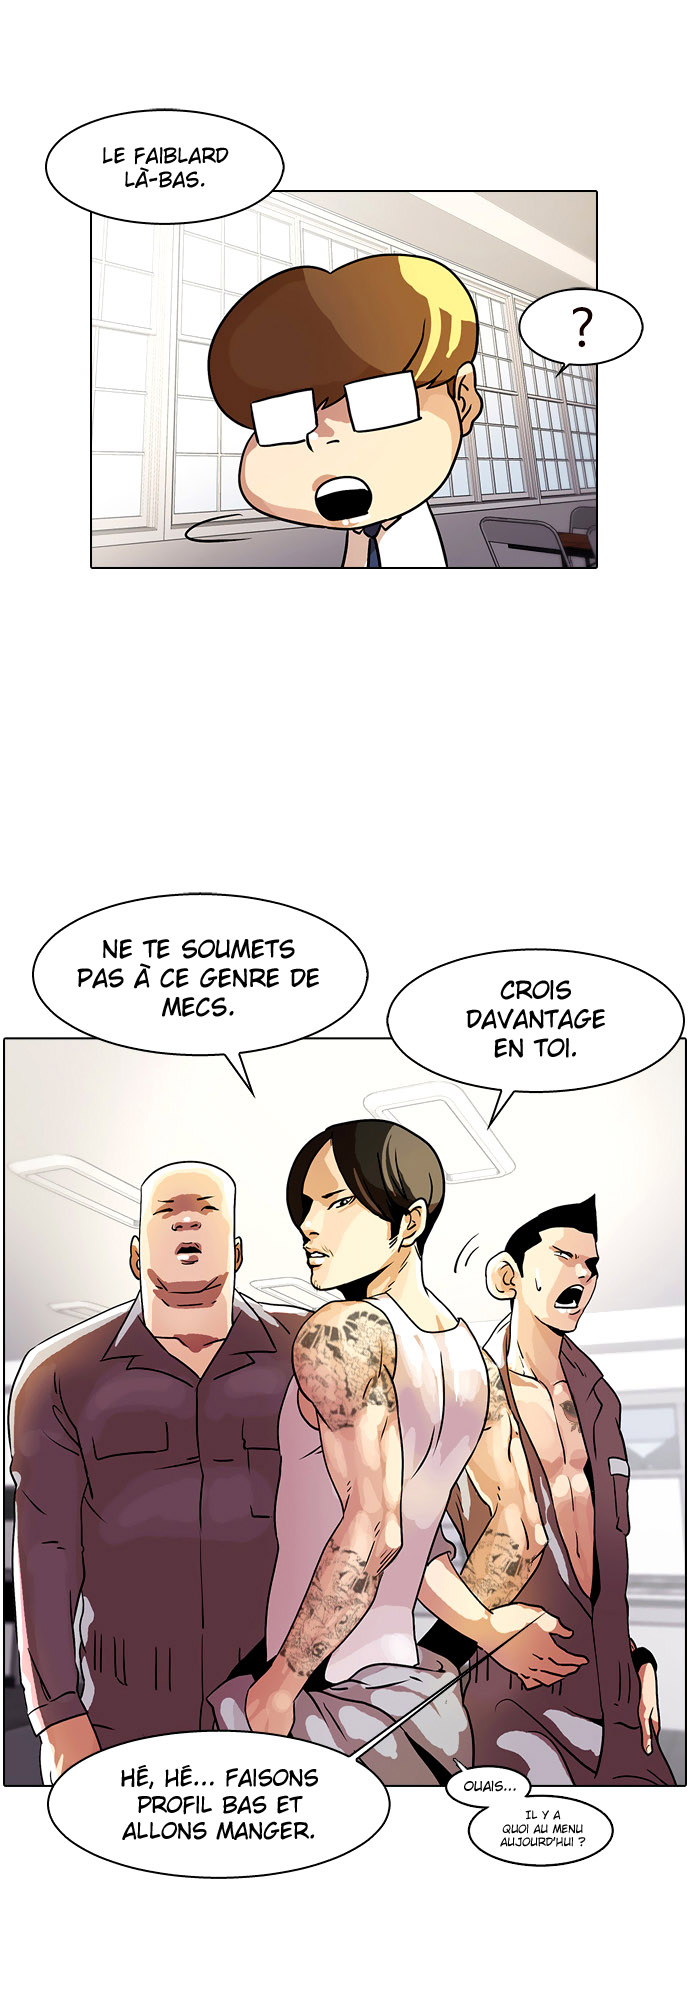 LE FAIBLARD
LÀ-BAS.
?
NE TE SOUMETS
PAS À CE GENRE DE
MECS.
CROIS
DAVANTAGE
EN TOI.
HÉ, HÉ... FAISONS
PROFIL BAS ET
ALLONS MANGER.
OUAIS...
IL Y A
QUOI AU MENU
AUJOURD'HUI ?